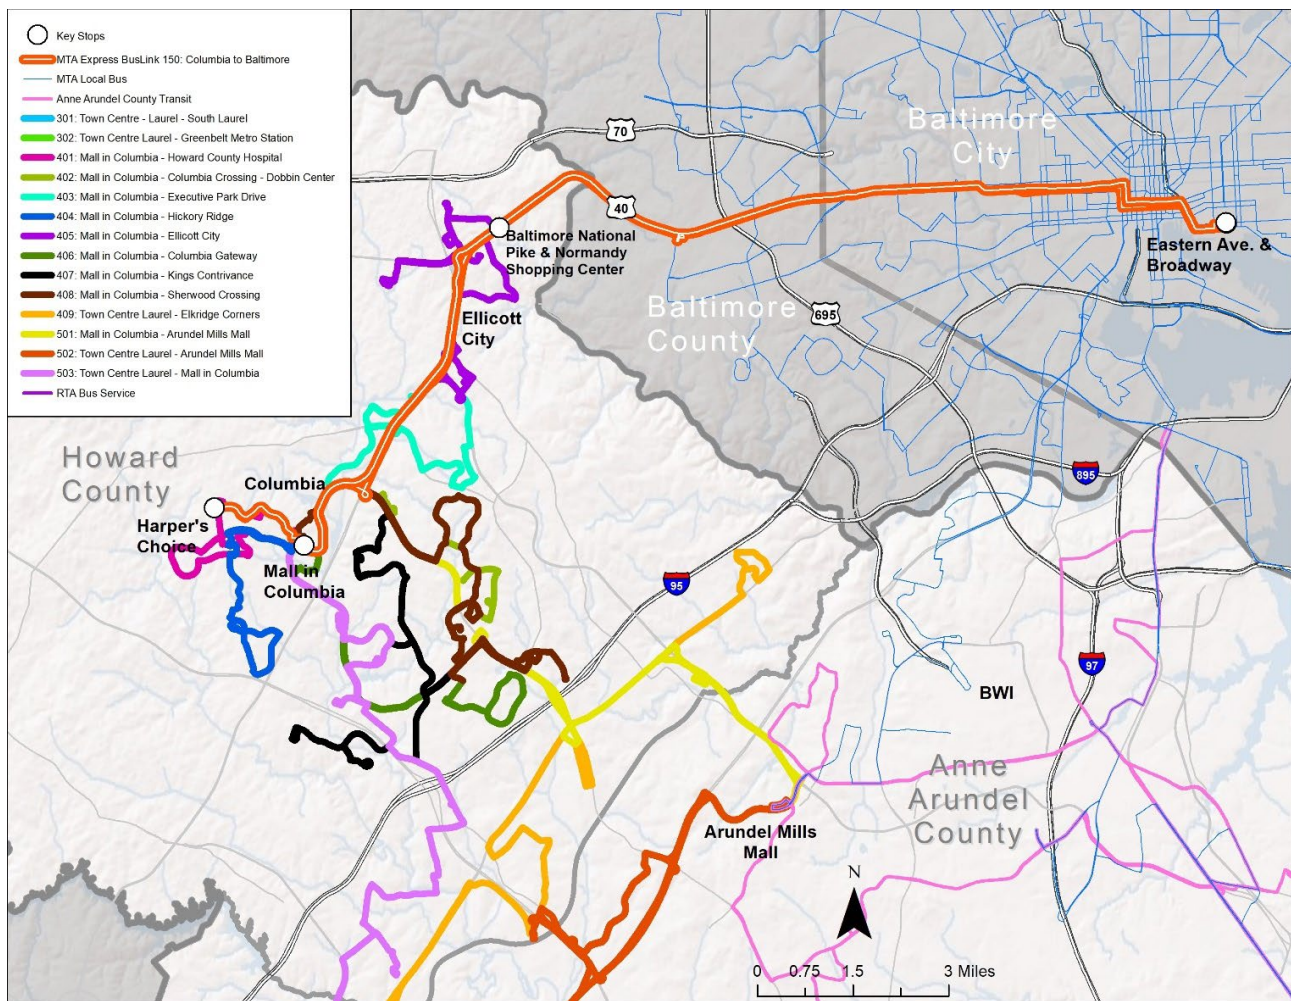 Key Stops
MTA Express BusLink 150: Columbia to Baltimore
MTA Local Bus
Anne Arundel County Transit
301: Town Centre - Laurel - South Laurel
302: Town Centre Laurel - Greenbelt Metro Station
401: Mall in Columbia - Howard County Hospital
402: Mall in Columbia - Columbia Crossing - Dobbin Center
403: Mall in Columbia - Executive Park Drive
404: Mall in Columbia - Hickory Ridge
405: Mall in Columbia - Ellicott City
406: Mall in Columbia - Columbia Gateway
407: Mall in Columbia - Kings Contrivance
408: Mall in Columbia - Sherwood Crossing
409: Town Centre Laurel - Elkridge Corners
501: Mall in Columbia - Arundel Mills Mall
502: Town Centre Laurel - Arundel Mills Mall
503: Town Centre Laurel - Mall in Columbia
RTA Bus Service
70
Baltimore
City
40
Baltimore National
Pike & Normandy
Shopping Center
Eastern Ave. &
Broadway
Ellicott
City
Baltimore
County
695
Howard
County
Columbia
895
Harper's
Choice
Mall in
Columbia
95
97
BWI
Anne
Arundel
County
Arundel Mills
Mall
N
0 0.75 1.5 3 Miles